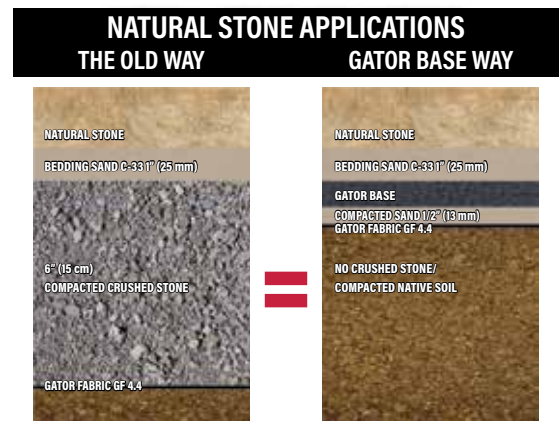 NATURAL STONE APPLICATIONS
THE OLD WAY
GATOR BASE WAY
NATURAL STONE
BEDDING SAND C-33 1" (25 mm)
6" (15 cm)
COMPACTED CRUSHED STONE
GATOR FABRIC GF 4.4
NATURAL STONE
BEDDING SAND C-33 1" (25 mm)
GATOR BASE
COMPACTED SAND 1/2" (13 mm)
GATOR FABRIC GF 4.4
NO CRUSHED STONE/
COMPACTED NATIVE SOIL